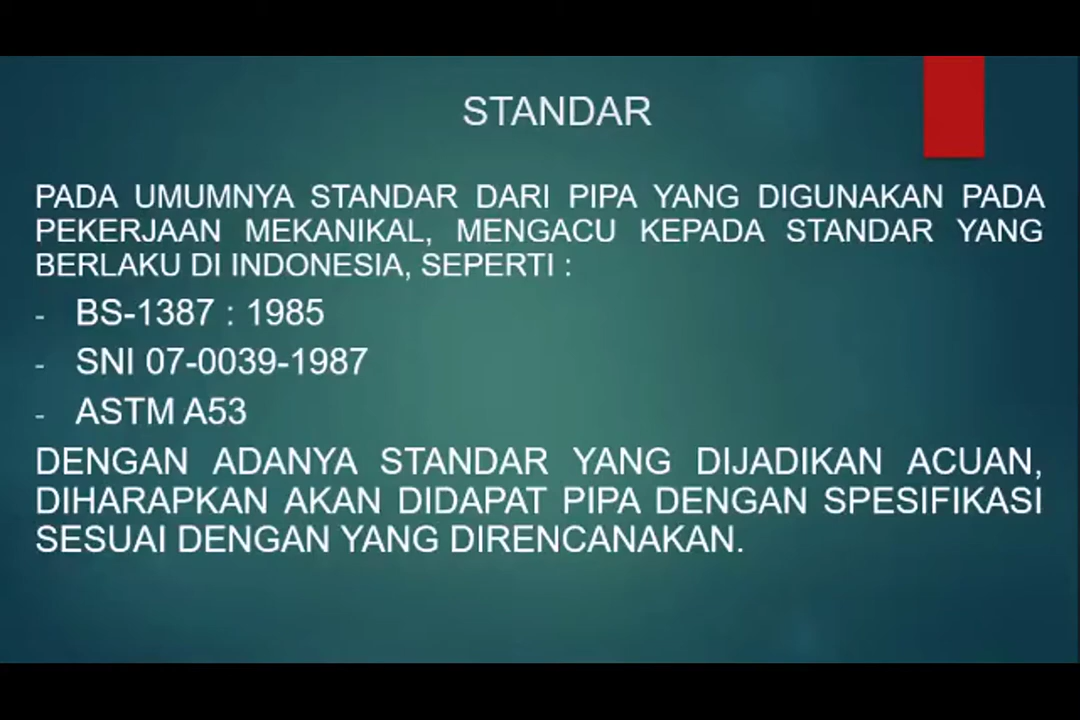 STANDAR
PADA UMUMNYA STANDAR DARI PIPA YANG DIGUNAKAN PADA
PEKERJAAN MEKANIKAL, MENGACU KEPADA STANDAR YANG
BERLAKU DI INDONESIA, SEPERTI :
- BS-1387 : 1985
- SNI 07-0039-1987
- ASTM A53
DENGAN ADANYA STANDAR YANG DIJADIKAN ACUAN,
DIHARAPKAN AKAN DIDAPAT PIPA DENGAN SPESIFIKASI
SESUAI DENGAN YANG DIRENCANAKAN.